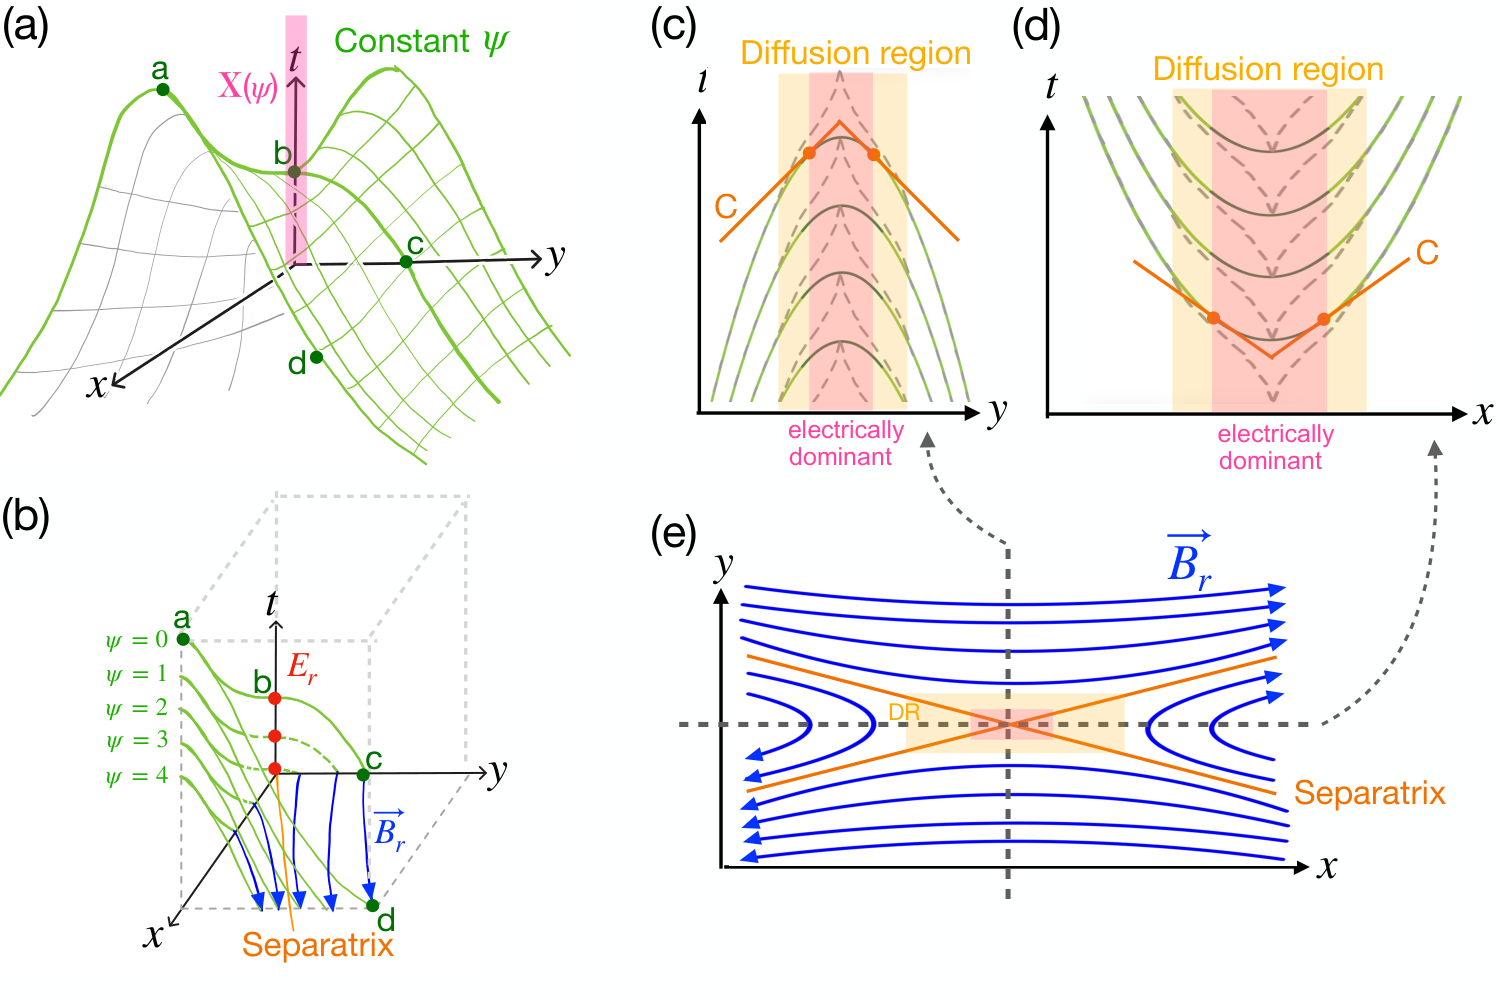 (a)
X(ψ)
t
Constant ψ
a
b
c
d
y
x
(b)
t
a
ψ = 0
ψ = 1
ψ = 2
ψ = 3
ψ = 4
b
E_r
c
y
B_r
d
x
Separatrix
(c)
Diffusion region
t
C
y
electrically
dominant
(d)
Diffusion region
t
C
x
electrically
dominant
(e)
y
B_r
DR
Separatrix
x